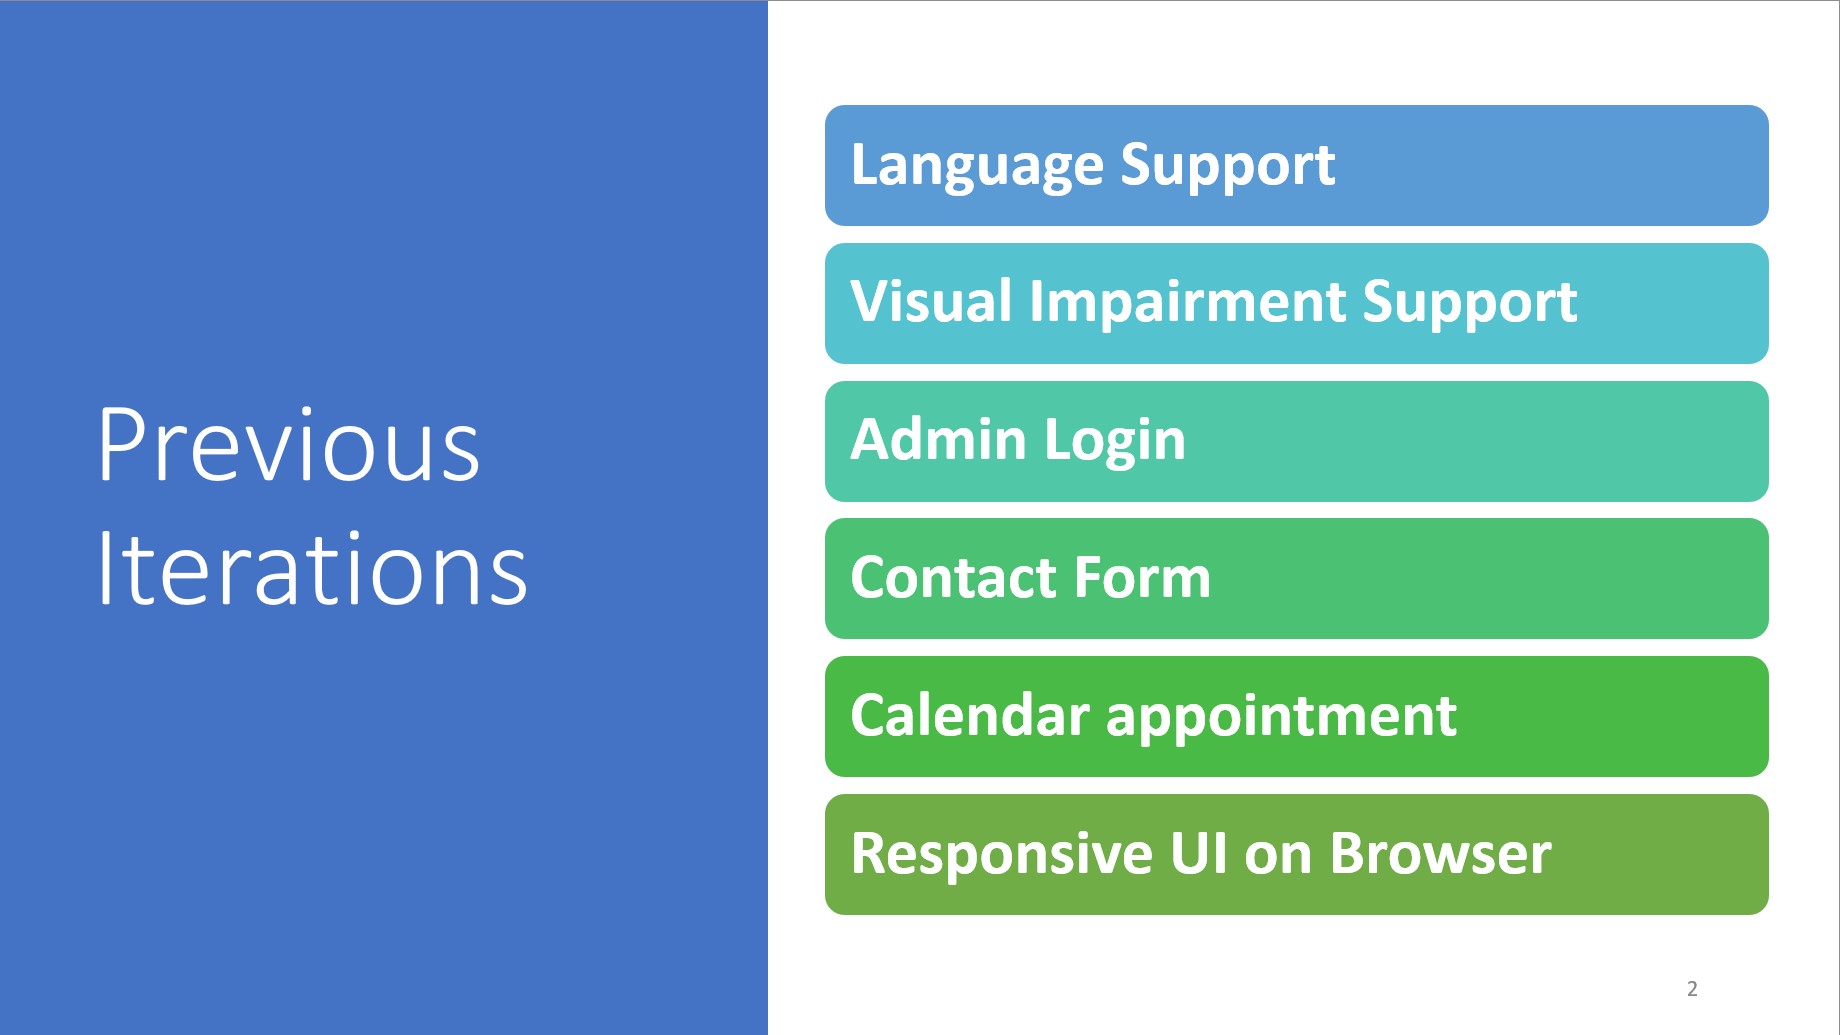 Previous
Iterations
Language Support
Visual Impairment Support
Admin Login
Contact Form
Calendar appointment
Responsive UI on Browser
2